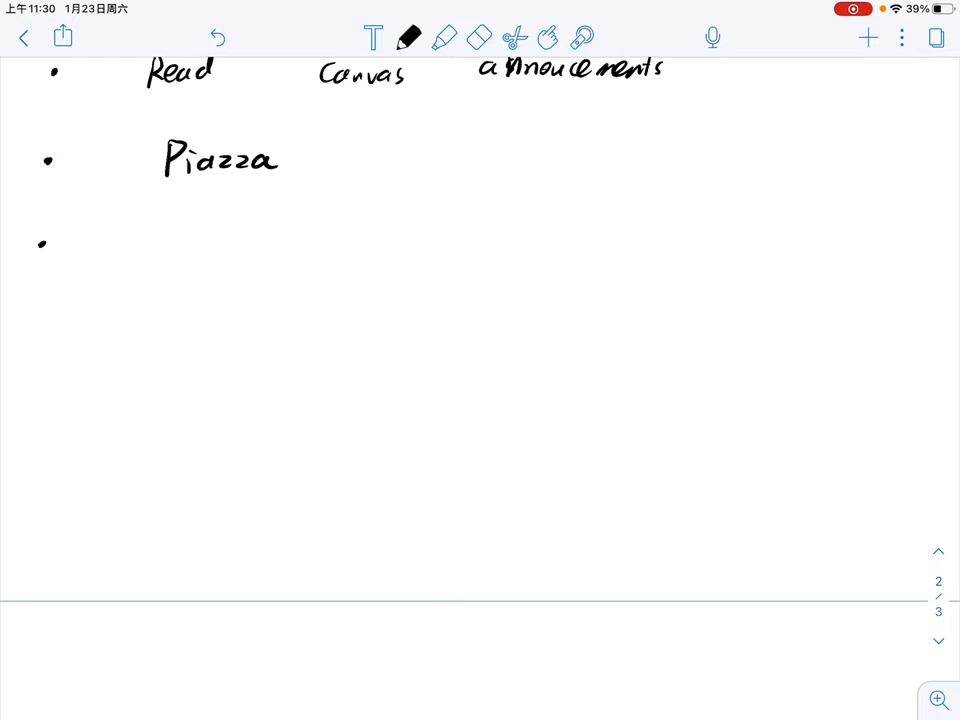 上午11:30 1月23日周六 39%
• Read Canvas annoucements
• Piazza
•
2
/
3